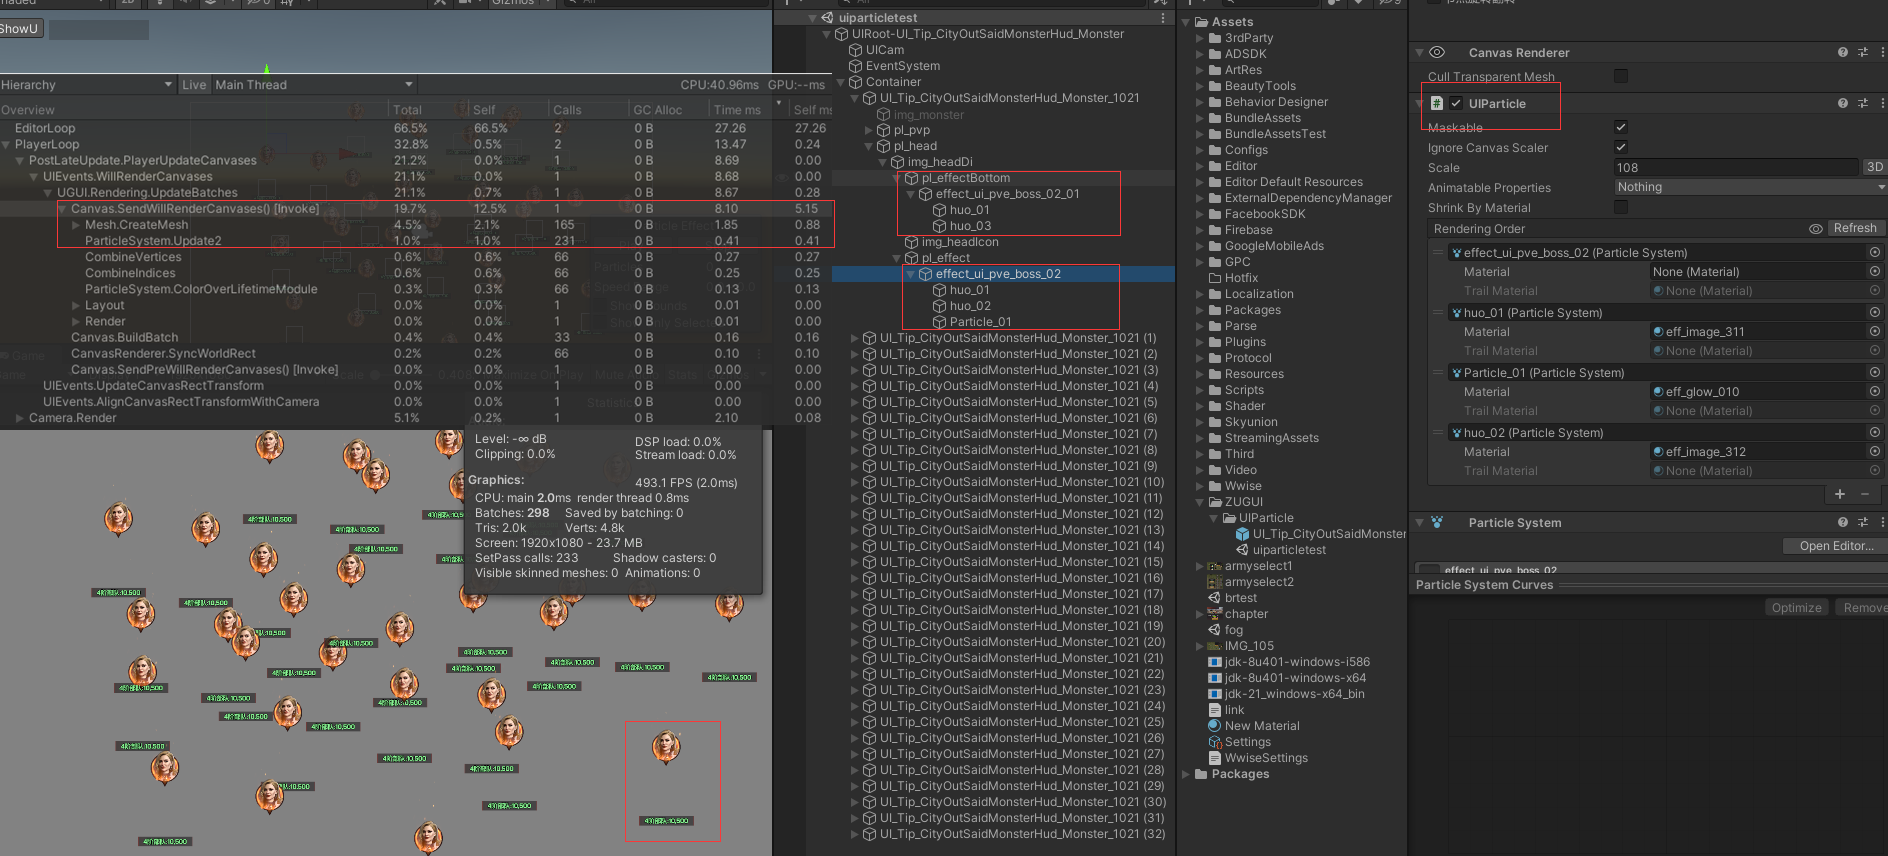 ShowU
Hierarchy
Live
Main Thread
CPU:40.96ms GPU:--ms
Overview
Total
Self
Calls
GC Alloc
Time ms
Self ms
EditorLoop 66.5% 66.5% 2 0 B 27.26 27.26
PlayerLoop 32.8% 0.5% 2 0 B 13.47 0.24
PostLateUpdate.PlayerUpdateCanvases 21.2% 0.0% 1 0 B 8.69 0.00
UIEvents.WillRenderCanvases 21.1% 0.0% 1 0 B 8.68 0.00
UGUI.Rendering.UpdateBatches 21.1% 0.7% 1 0 B 8.67 0.28
Canvas.SendWillRenderCanvases() [Invoke] 19.7% 12.5% 1 0 B 8.10 5.15
Mesh.CreateMesh 4.5% 2.1% 165 0 B 1.85 0.88
ParticleSystem.Update2 1.0% 1.0% 231 0 B 0.41 0.41
CombineVertices 0.6% 0.6% 66 0 B 0.27 0.27
CombineIndices 0.6% 0.6% 66 0 B 0.25 0.25
ParticleSystem.ColorOverLifetimeModule 0.3% 0.3% 66 0 B 0.13 0.13
Layout 0.0% 0.0% 1 0 B 0.01 0.00
Render 0.0% 0.0% 1 0 B 0.01 0.00
Canvas.BuildBatch 0.4% 0.4% 33 0 B 0.16 0.16
CanvasRenderer.SyncWorldRect 0.2% 0.2% 66 0 B 0.10 0.10
Canvas.SendPreWillRenderCanvases() [Invoke] 0.0% 0.0% 1 0 B 0.00 0.00
UIEvents.UpdateCanvasRectTransform 0.0% 0.0% 1 0 B 0.00 0.00
UIEvents.AlignCanvasRectTransformWithCamera 0.0% 0.0% 1 0 B 0.00 0.00
Camera.Render 5.1% 0.2% 1 0 B 2.10 0.08
Level: -∞ dB
DSP load: 0.0%
Clipping: 0.0%
Stream load: 0.0%
Graphics:
493.1 FPS (2.0ms)
CPU: main 2.0ms render thread 0.8ms
Batches: 298 Saved by batching: 0
Tris: 2.0k Verts: 4.8k
Screen: 1920x1080 - 23.7 MB
SetPass calls: 233 Shadow casters: 0
Visible skinned meshes: 0 Animations: 0
uiparticletest
UIRoot-UI_Tip_CityOutSaidMonsterHud_Monster
UICam
EventSystem
Container
UI_Tip_CityOutSaidMonsterHud_Monster_1021
img_monster
pl_pvp
pl_head
img_headDi
pl_effectBottom
effect_ui_pve_boss_02_01
huo_01
huo_03
img_headIcon
pl_effect
effect_ui_pve_boss_02
huo_01
huo_02
Particle_01
UI_Tip_CityOutSaidMonsterHud_Monster_1021 (1)
UI_Tip_CityOutSaidMonsterHud_Monster_1021 (2)
UI_Tip_CityOutSaidMonsterHud_Monster_1021 (3)
UI_Tip_CityOutSaidMonsterHud_Monster_1021 (4)
UI_Tip_CityOutSaidMonsterHud_Monster_1021 (5)
UI_Tip_CityOutSaidMonsterHud_Monster_1021 (6)
UI_Tip_CityOutSaidMonsterHud_Monster_1021 (7)
UI_Tip_CityOutSaidMonsterHud_Monster_1021 (8)
UI_Tip_CityOutSaidMonsterHud_Monster_1021 (9)
UI_Tip_CityOutSaidMonsterHud_Monster_1021 (10)
UI_Tip_CityOutSaidMonsterHud_Monster_1021 (11)
UI_Tip_CityOutSaidMonsterHud_Monster_1021 (12)
UI_Tip_CityOutSaidMonsterHud_Monster_1021 (13)
UI_Tip_CityOutSaidMonsterHud_Monster_1021 (14)
UI_Tip_CityOutSaidMonsterHud_Monster_1021 (15)
UI_Tip_CityOutSaidMonsterHud_Monster_1021 (16)
UI_Tip_CityOutSaidMonsterHud_Monster_1021 (17)
UI_Tip_CityOutSaidMonsterHud_Monster_1021 (18)
UI_Tip_CityOutSaidMonsterHud_Monster_1021 (19)
UI_Tip_CityOutSaidMonsterHud_Monster_1021 (20)
UI_Tip_CityOutSaidMonsterHud_Monster_1021 (21)
UI_Tip_CityOutSaidMonsterHud_Monster_1021 (22)
UI_Tip_CityOutSaidMonsterHud_Monster_1021 (23)
UI_Tip_CityOutSaidMonsterHud_Monster_1021 (24)
UI_Tip_CityOutSaidMonsterHud_Monster_1021 (25)
UI_Tip_CityOutSaidMonsterHud_Monster_1021 (26)
UI_Tip_CityOutSaidMonsterHud_Monster_1021 (27)
UI_Tip_CityOutSaidMonsterHud_Monster_1021 (28)
UI_Tip_CityOutSaidMonsterHud_Monster_1021 (29)
UI_Tip_CityOutSaidMonsterHud_Monster_1021 (30)
UI_Tip_CityOutSaidMonsterHud_Monster_1021 (31)
UI_Tip_CityOutSaidMonsterHud_Monster_1021 (32)
Assets
3rdParty
ADSDK
ArtRes
BeautyTools
Behavior Designer
BundleAssets
BundleAssetsTest
Configs
Editor
Editor Default Resources
ExternalDependencyManager
FacebookSDK
Firebase
GoogleMobileAds
GPC
Hotfix
Localization
Packages
Parse
Plugins
Protocol
Resources
Scripts
Shader
Skyunion
StreamingAssets
Third
Video
Wwise
ZUGUI
UIParticle
UI_Tip_CityOutSaidMonster
uiparticletest
armyselect1
armyselect2
brtest
chapter
fog
IMG_105
jdk-8u401-windows-i586
jdk-8u401-windows-x64
jdk-21_windows-x64_bin
link
New Material
Settings
WwiseSettings
Packages
Canvas Renderer
Cull Transparent Mesh
UIParticle
Maskable
Ignore Canvas Scaler
Scale 108 3D
Animatable Properties Nothing
Shrink By Material
Rendering Order Refresh
effect_ui_pve_boss_02 (Particle System)
Material None (Material)
Trail Material None (Material)
huo_01 (Particle System)
Material eff_image_311
Trail Material None (Material)
Particle_01 (Particle System)
Material eff_glow_010
Trail Material None (Material)
huo_02 (Particle System)
Material eff_image_312
Trail Material None (Material)
Particle System
Open Editor...
effect_ui_pve_boss_02
Particle System Curves
Optimize
Remove